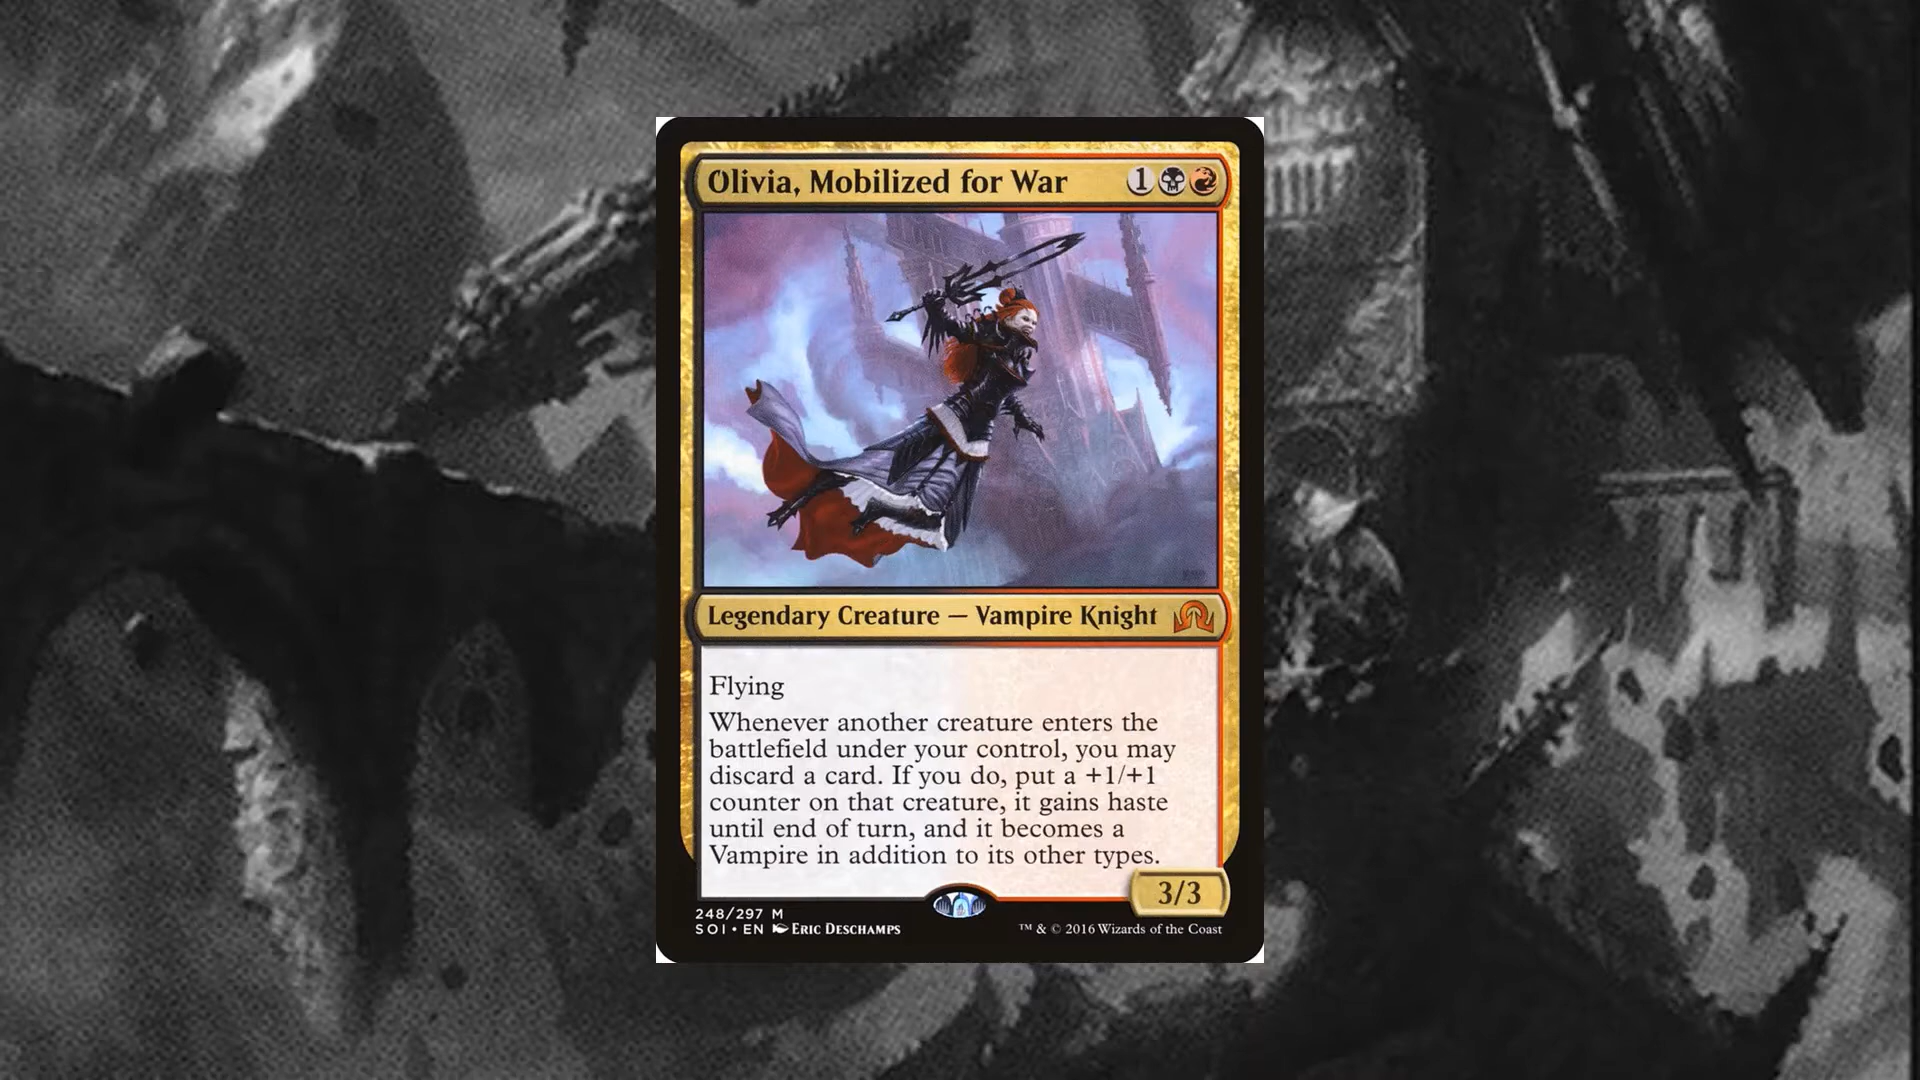 Olivia, Mobilized for War 1
Legendary Creature — Vampire Knight
Flying
Whenever another creature enters the
battlefield under your control, you may
discard a card. If you do, put a +1/+1
counter on that creature, it gains haste
until end of turn, and it becomes a
Vampire in addition to its other types.
3/3
248/297 M
SOI • EN Eric Deschamps
™ & © 2016 Wizards of the Coast